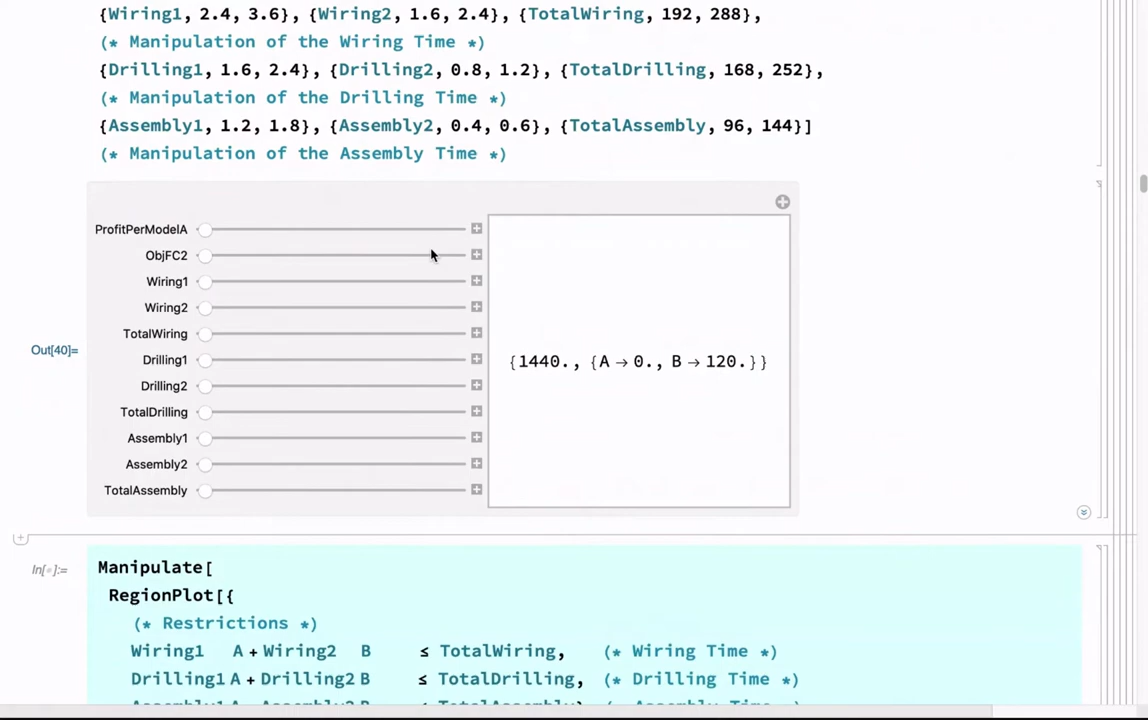 {Wiring1, 2.4, 3.6}, {Wiring2, 1.6, 2.4}, {TotalWiring, 192, 288},
(* Manipulation of the Wiring Time *)
{Drilling1, 1.6, 2.4}, {Drilling2, 0.8, 1.2}, {TotalDrilling, 168, 252},
(* Manipulation of the Drilling Time *)
{Assembly1, 1.2, 1.8}, {Assembly2, 0.4, 0.6}, {TotalAssembly, 96, 144}]
(* Manipulation of the Assembly Time *)
ProfitPerModelA
ObjFC2
Wiring1
Wiring2
TotalWiring
Out[40]=
Drilling1
{1440., {A → 0., B → 120.}}
Drilling2
TotalDrilling
Assembly1
Assembly2
TotalAssembly
In[•]:=
Manipulate[
RegionPlot[{
(* Restrictions *)
Wiring1 A + Wiring2 B ≤ TotalWiring, (* Wiring Time *)
Drilling1 A + Drilling2 B ≤ TotalDrilling, (* Drilling Time *)